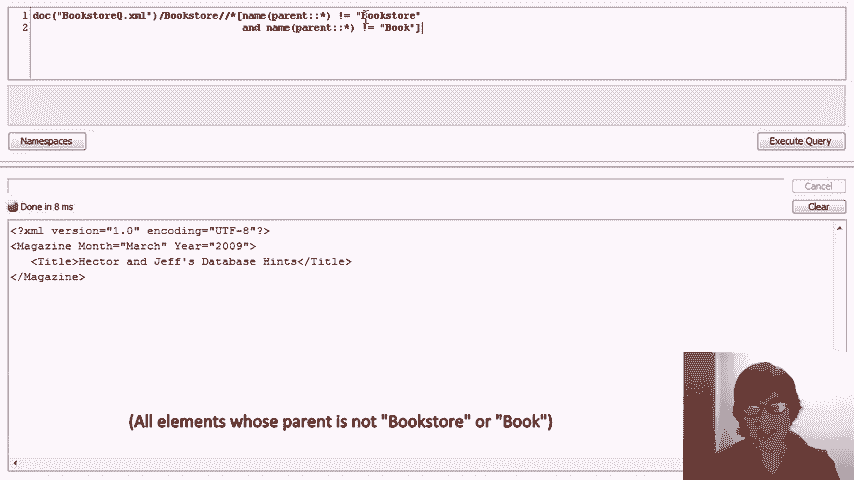 1 doc("BookstoreQ.xml")/Bookstore//*[name(parent::*) != "Bookstore"
2 and name(parent::*) != "Book"]
Namespaces
Execute Query
Cancel
Done in 8 ms
Clear
<?xml version="1.0" encoding="UTF-8"?>
<Magazine Month="March" Year="2009">
<Title>Hector and Jeff's Database Hints</Title>
</Magazine>
(All elements whose parent is not "Bookstore" or "Book")